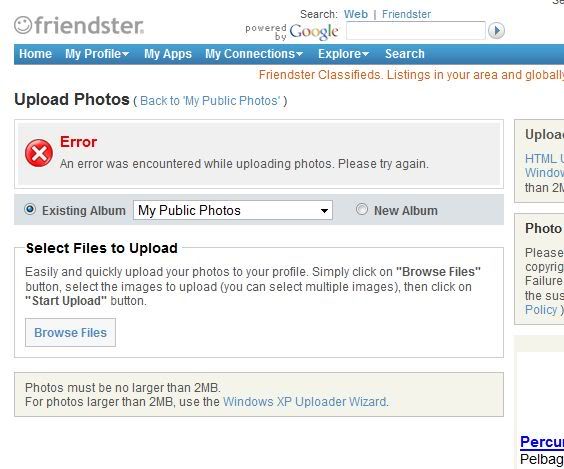 Search: Web | Friendster
friendster.
powered by Google
Home My Profile My Apps My Connections Explore Search
Friendster Classifieds. Listings in your area and globally
Upload Photos ( Back to 'My Public Photos' )
Error
An error was encountered while uploading photos. Please try again.
Existing Album My Public Photos New Album
Select Files to Upload
Easily and quickly upload your photos to your profile. Simply click on "Browse Files"
button, select the images to upload (you can select multiple images), then click on
"Start Upload" button.
Browse Files
Photos must be no larger than 2MB.
For photos larger than 2MB, use the Windows XP Uploader Wizard.
Uploa
HTML U
Window
than 2M
Photo
Please
copyrig
Failure
the sus
Policy )
Percu
Pelbag